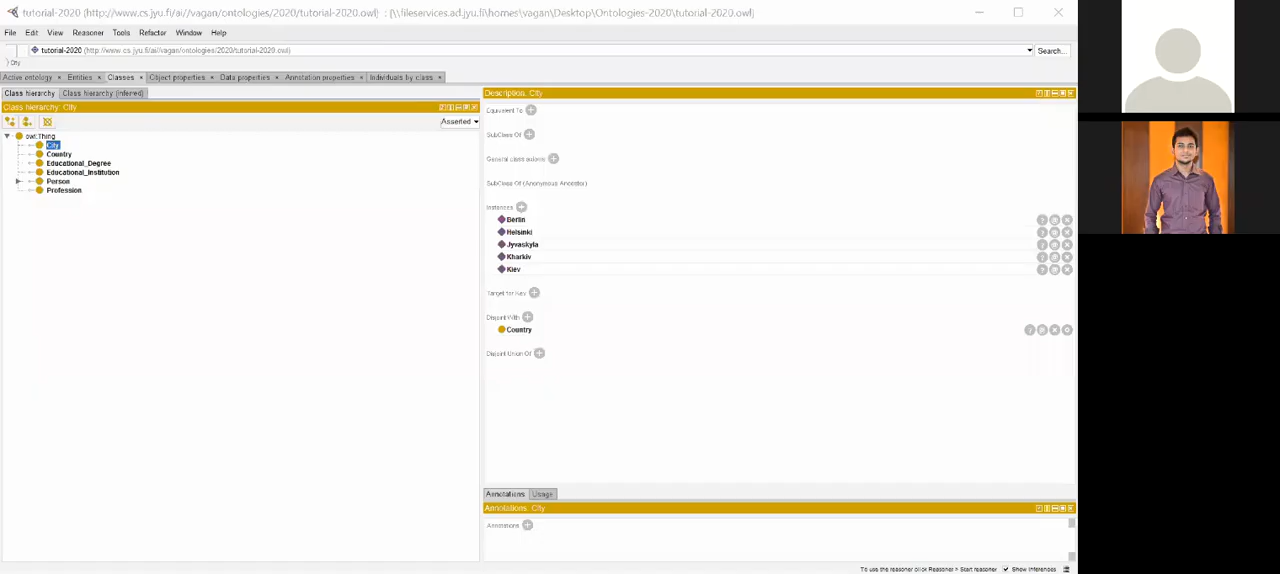 tutorial-2020 (http://www.cs.jyu.fi/ai//vagan/ontologies/2020/tutorial-2020.owl) : [\\fileservices.ad.jyu.fi\homes\vagan\Desktop\Ontologies-2020\tutorial-2020.owl]
File Edit View Reasoner Tools Refactor Window Help
tutorial-2020 (http://www.cs.jyu.fi/ai//vagan/ontologies/2020/tutorial-2020.owl) Search...
City
Active ontology × Entities × Classes × Object properties × Data properties × Annotation properties × Individuals by class ×
Class hierarchy Class hierarchy (inferred)
Class hierarchy: City
Asserted
owl:Thing
City
Country
Educational_Degree
Educational_Institution
Person
Profession
Description: City
Equivalent To
SubClass Of
General class axioms
SubClass Of (Anonymous Ancestor)
Instances
Berlin
Helsinki
Jyvaskyla
Kharkiv
Kiev
Target for Key
Disjoint With
Country
Disjoint Union Of
Annotations Usage
Annotations: City
Annotations
To use the reasoner click Reasoner > Start reasoner Show Inferences